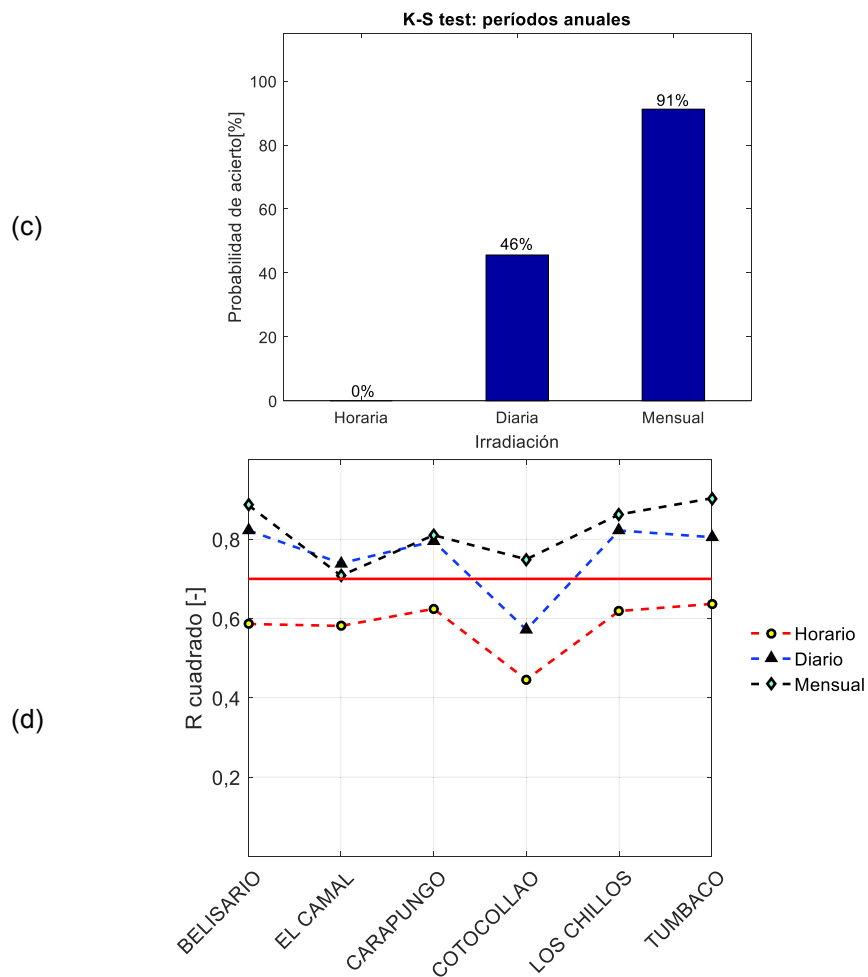 K-S test: períodos anuales
(c)
Probabilidad de acierto[%]
100
80
60
40
20
0
0%
46%
91%
Horaria
Diaria
Mensual
Irradiación
(d)
R cuadrado [-]
0,8
0,6
0,4
0,2
BELISARIO
EL CAMAL
CARAPUNGO
COTOCOLLAO
LOS CHILLOS
TUMBACO
Horario
Diario
Mensual